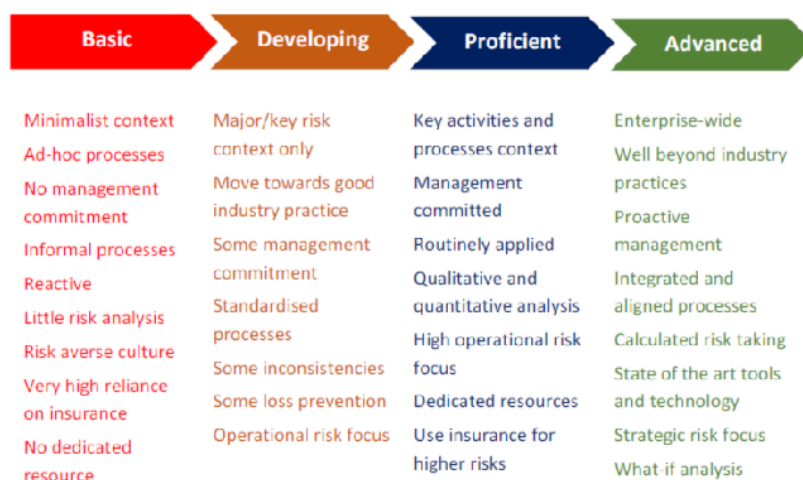 Basic
Developing
Proficient
Advanced
Minimalist context
Ad-hoc processes
No management
commitment
Informal processes
Reactive
Little risk analysis
Risk averse culture
Very high reliance
on insurance
No dedicated
resource
Major/key risk
context only
Move towards good
industry practice
Some management
commitment
Standardised
processes
Some inconsistencies
Some loss prevention
Operational risk focus
Key activities and
processes context
Management
committed
Routinely applied
Qualitative and
quantitative analysis
High operational risk
focus
Dedicated resources
Use insurance for
higher risks
Enterprise-wide
Well beyond industry
practices
Proactive
management
Integrated and
aligned processes
Calculated risk taking
State of the art tools
and technology
Strategic risk focus
What-if analysis